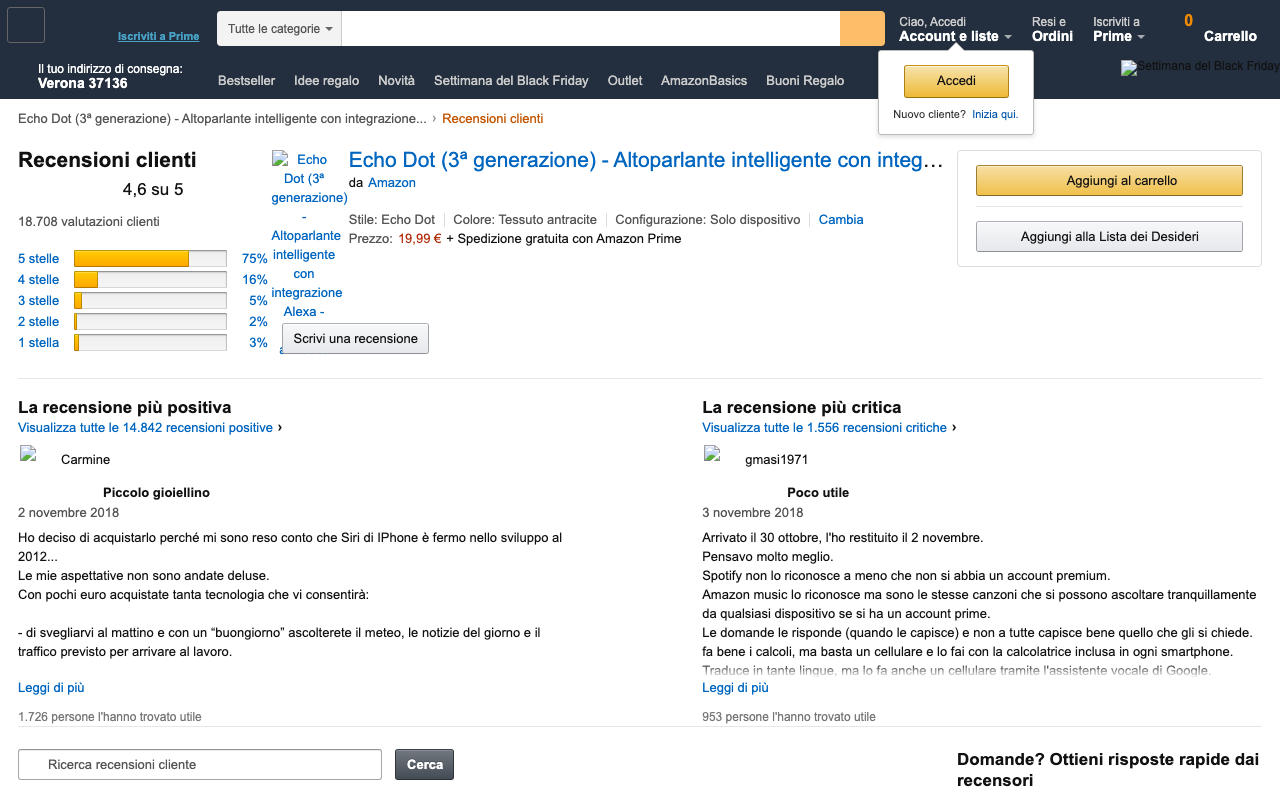 Iscriviti a Prime
Tutte le categorie
Ciao, Accedi
Account e liste
Resi e
Ordini
Iscriviti a
Prime
0
Carrello
Il tuo indirizzo di consegna:
Verona 37136
Bestseller
Idee regalo
Novità
Settimana del Black Friday
Outlet
AmazonBasics
Buoni Regalo
Settimana del Black Friday
Accedi
Nuovo cliente? Inizia qui.
Echo Dot (3ª generazione) - Altoparlante intelligente con integrazione... › Recensioni clienti
Recensioni clienti
4,6 su 5
18.708 valutazioni clienti
5 stelle 75%
4 stelle 16%
3 stelle 5%
2 stelle 2%
1 stella 3%
Echo
Dot (3ª
generazione)
-
Altoparlante
intelligente
con
integrazione
Alexa -
Echo Dot (3ª generazione) - Altoparlante intelligente con integ…
da Amazon
Stile: Echo Dot
Colore: Tessuto antracite
Configurazione: Solo dispositivo
Cambia
Prezzo: 19,99 € + Spedizione gratuita con Amazon Prime
Scrivi una recensione
Aggiungi al carrello
Aggiungi alla Lista dei Desideri
La recensione più positiva
Visualizza tutte le 14.842 recensioni positive ›
Carmine
Piccolo gioiellino
2 novembre 2018
Ho deciso di acquistarlo perché mi sono reso conto che Siri di IPhone è fermo nello sviluppo al
2012...
Le mie aspettative non sono andate deluse.
Con pochi euro acquistate tanta tecnologia che vi consentirà:
- di svegliarvi al mattino e con un “buongiorno” ascolterete il meteo, le notizie del giorno e il
traffico previsto per arrivare al lavoro.
Leggi di più
1.726 persone l'hanno trovato utile
La recensione più critica
Visualizza tutte le 1.556 recensioni critiche ›
gmasi1971
Poco utile
3 novembre 2018
Arrivato il 30 ottobre, l'ho restituito il 2 novembre.
Pensavo molto meglio.
Spotify non lo riconosce a meno che non si abbia un account premium.
Amazon music lo riconosce ma sono le stesse canzoni che si possono ascoltare tranquillamente
da qualsiasi dispositivo se si ha un account prime.
Le domande le risponde (quando le capisce) e non a tutte capisce bene quello che gli si chiede.
fa bene i calcoli, ma basta un cellulare e lo fai con la calcolatrice inclusa in ogni smartphone.
Traduce in tante lingue, ma lo fa anche un cellulare tramite l'assistente vocale di Google.
Leggi di più
953 persone l'hanno trovato utile
Ricerca recensioni cliente
Cerca
Domande? Ottieni risposte rapide dai
recensori